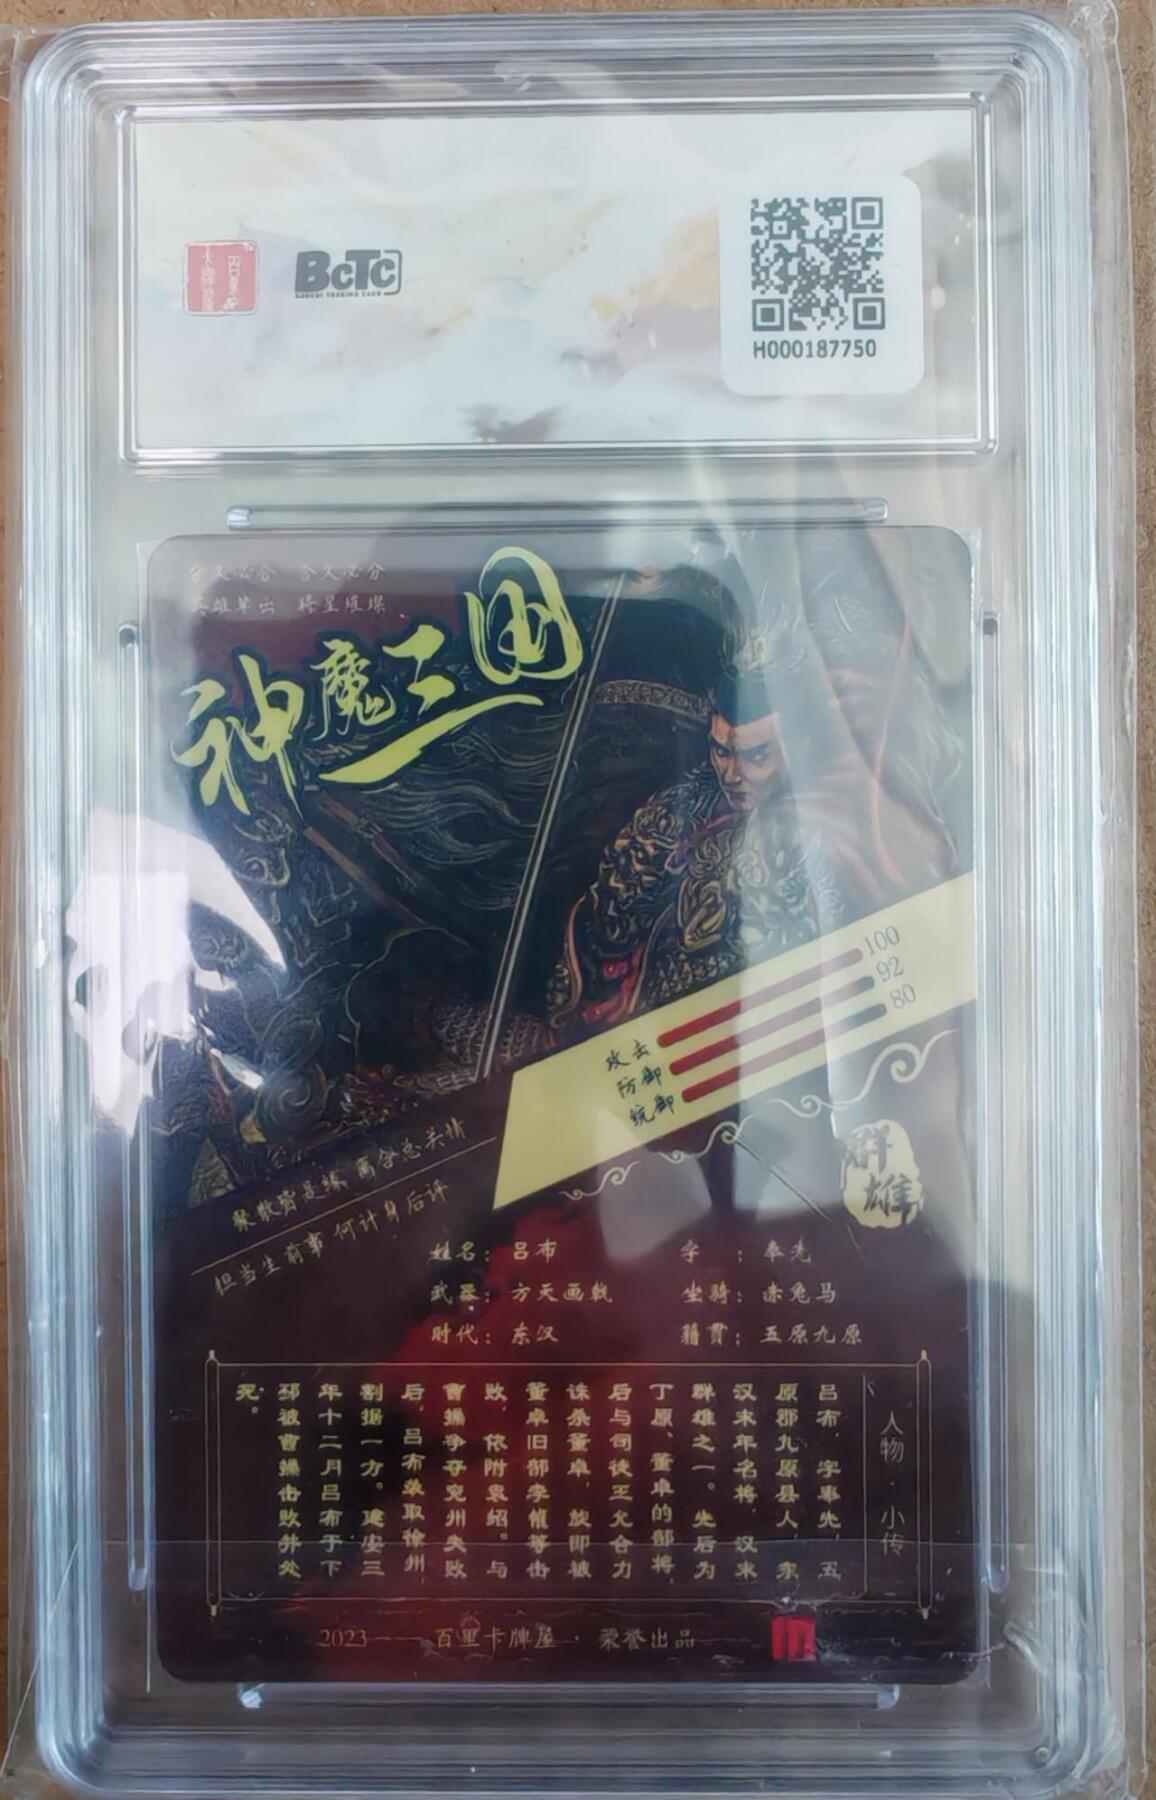 BCTC
H000187750
分久必合 合久必分
英雄辈出 将星璀璨
神魔三国
100
92
80
攻击
防御
统御
聚散皆是缘 离合总关情
担当生前事 何计身后评
群雄
姓名：吕布 字：奉先
武器：方天画戟 坐骑：赤兔马
时代：东汉 籍贯：五原九原
人物·小传
吕布，字奉先，五
原郡九原县人，东
汉末年名将，汉末
群雄之一。先后为
丁原、董卓的部将，
后与司徒王允合力
诛杀董卓，旋即被
董卓旧部李傕等击
败，依附袁绍。与
曹操争夺兖州失败
后，吕布袭取徐州，
割据一方。建安三
年十二月吕布于下
邳被曹操击败并处
死。
2023——百里卡牌屋·荣誉出品